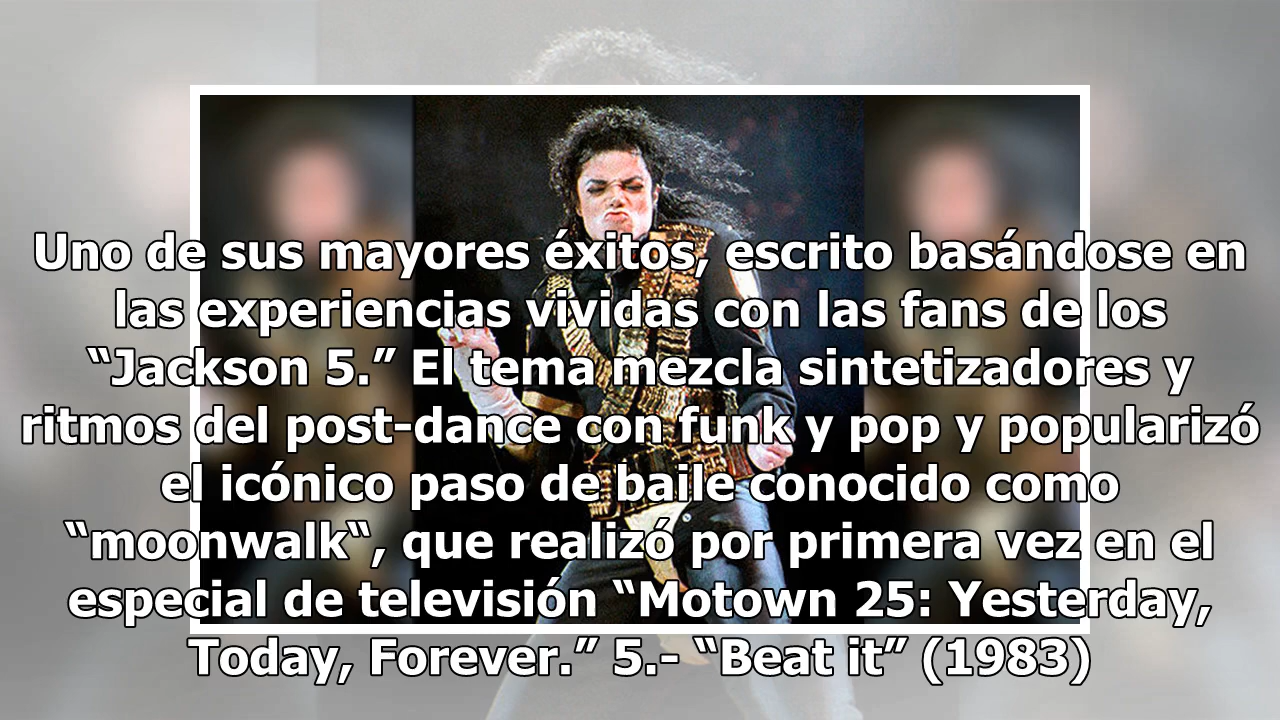 Uno de sus mayores éxitos, escrito basándose en
las experiencias vividas con las fans de los
“Jackson 5.” El tema mezcla sintetizadores y
ritmos del post-dance con funk y pop y popularizó
el icónico paso de baile conocido como
“moonwalk“, que realizó por primera vez en el
especial de televisión “Motown 25: Yesterday,
Today, Forever.” 5.- “Beat it” (1983)